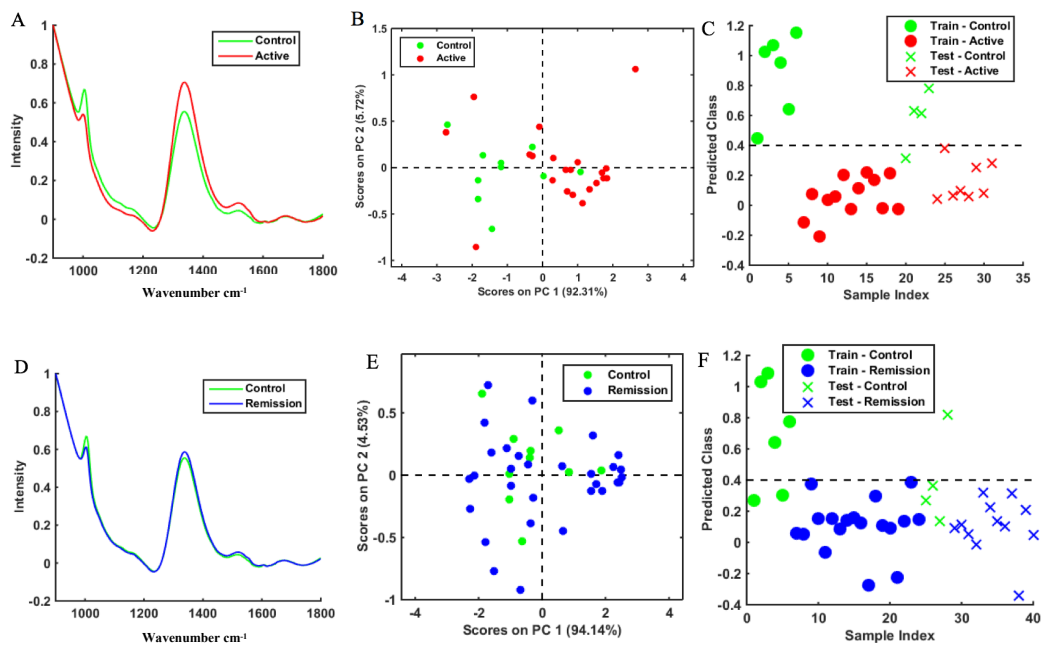 A
1
0.8
0.6
0.4
0.2
0
-0.2
Intensity
1000
1200
1400
1600
1800
Wavenumber cm-1
Control
Active
B
1.5
1
0.5
0
-0.5
-1
Scores on PC 2 (5.72%)
-4
-3
-2
-1
0
1
2
3
4
Scores on PC 1 (92.31%)
Control
Active
C
1.2
1
0.8
0.6
0.4
0.2
0
-0.2
-0.4
Predicted Class
0
5
10
15
20
25
30
35
Sample Index
Train - Control
Train - Active
Test - Control
Test - Active
D
1
0.8
0.6
0.4
0.2
0
-0.2
Intensity
1000
1200
1400
1600
1800
Wavenumber cm-1
Control
Remission
E
0.5
0
-0.5
-1
Scores on PC 2 (4.53%)
-4
-2
0
2
4
Scores on PC 1 (94.14%)
Control
Remission
F
1.2
1
0.8
0.6
0.4
0.2
0
-0.2
-0.4
Predicted Class
0
10
20
30
40
Sample Index
Train - Control
Train - Remission
Test - Control
Test - Remission